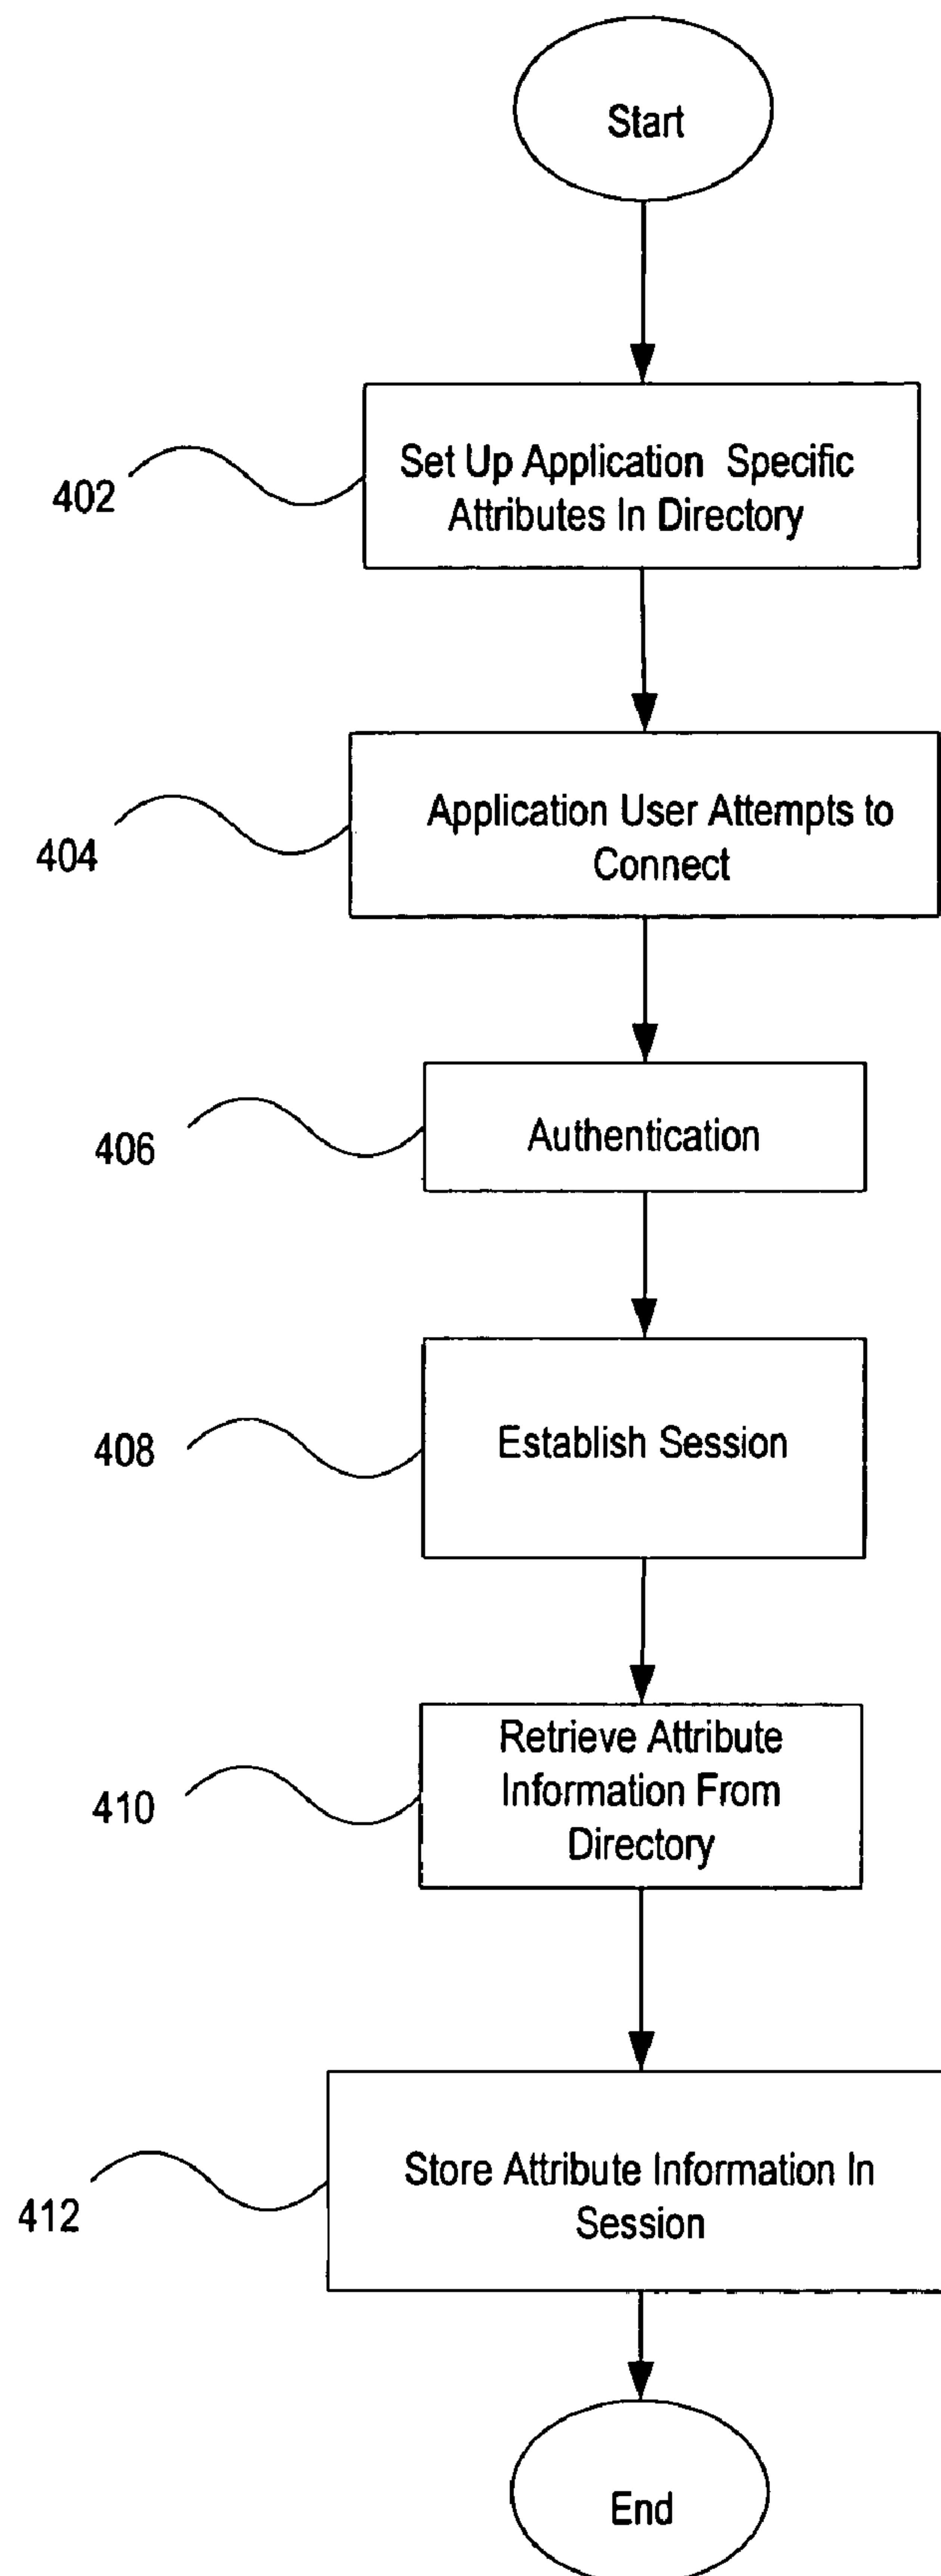 Start
402
Set Up Application Specific
Attributes In Directory
404
Application User Attempts to
Connect
406
Authentication
408
Establish Session
410
Retrieve Attribute
Information From
Directory
412
Store Attribute Information In
Session
End